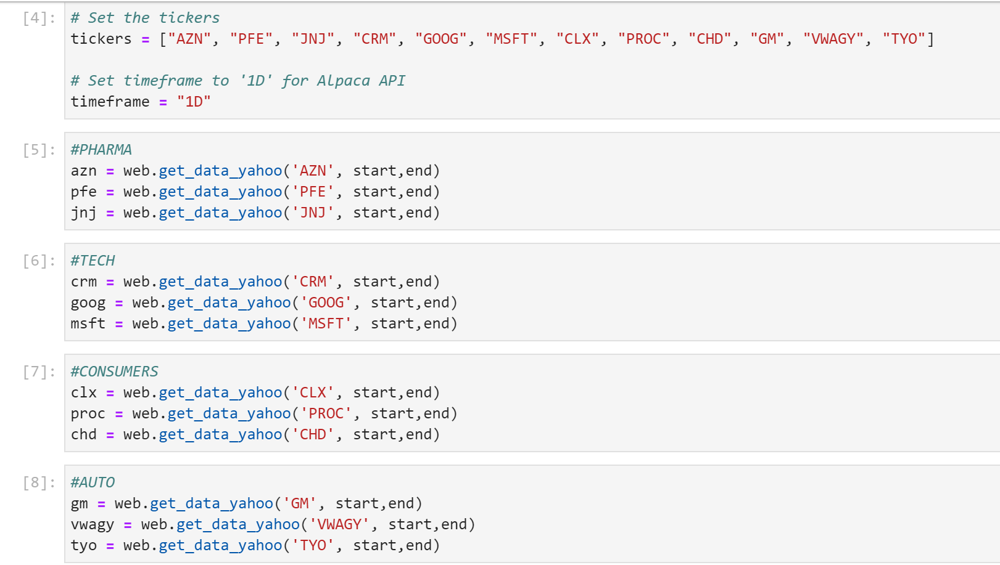 [4]: # Set the tickers
tickers = ["AZN", "PFE", "JNJ", "CRM", "GOOG", "MSFT", "CLX", "PROC", "CHD", "GM", "VWAGY", "TYO"]
# Set timeframe to '1D' for Alpaca API
timeframe = "1D"
[5]: #PHARMA
azn = web.get_data_yahoo('AZN', start,end)
pfe = web.get_data_yahoo('PFE', start,end)
jnj = web.get_data_yahoo('JNJ', start,end)
[6]: #TECH
crm = web.get_data_yahoo('CRM', start,end)
goog = web.get_data_yahoo('GOOG', start,end)
msft = web.get_data_yahoo('MSFT', start,end)
[7]: #CONSUMERS
clx = web.get_data_yahoo('CLX', start,end)
proc = web.get_data_yahoo('PROC', start,end)
chd = web.get_data_yahoo('CHD', start,end)
[8]: #AUTO
gm = web.get_data_yahoo('GM', start,end)
vwagy = web.get_data_yahoo('VWAGY', start,end)
tyo = web.get_data_yahoo('TYO', start,end)